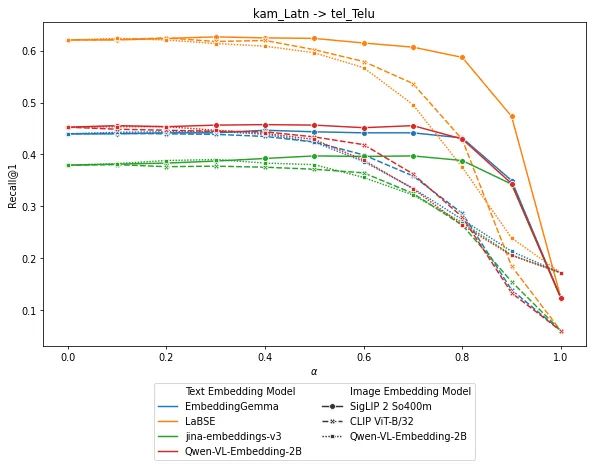 kam_Latn -> tel_Telu
Recall@1
0.6
0.5
0.4
0.3
0.2
0.1
0.0 0.2 0.4 0.6 0.8 1.0
α
Text Embedding Model
EmbeddingGemma
LaBSE
jina-embeddings-v3
Qwen-VL-Embedding-2B
Image Embedding Model
SigLIP 2 So400m
CLIP ViT-B/32
Qwen-VL-Embedding-2B